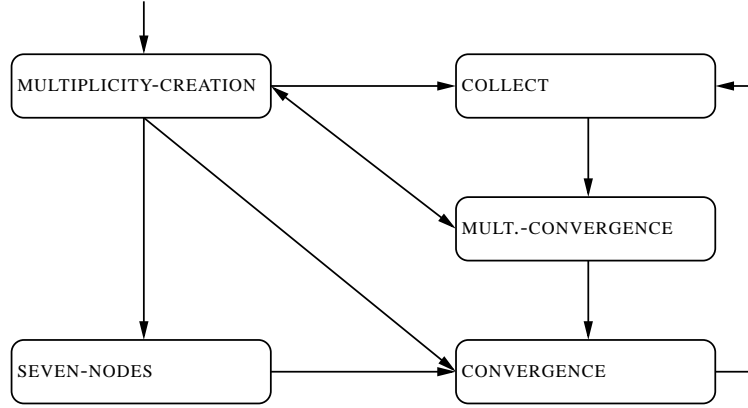 MULTIPLICITY-CREATION
COLLECT
MULT.-CONVERGENCE
SEVEN-NODES
CONVERGENCE